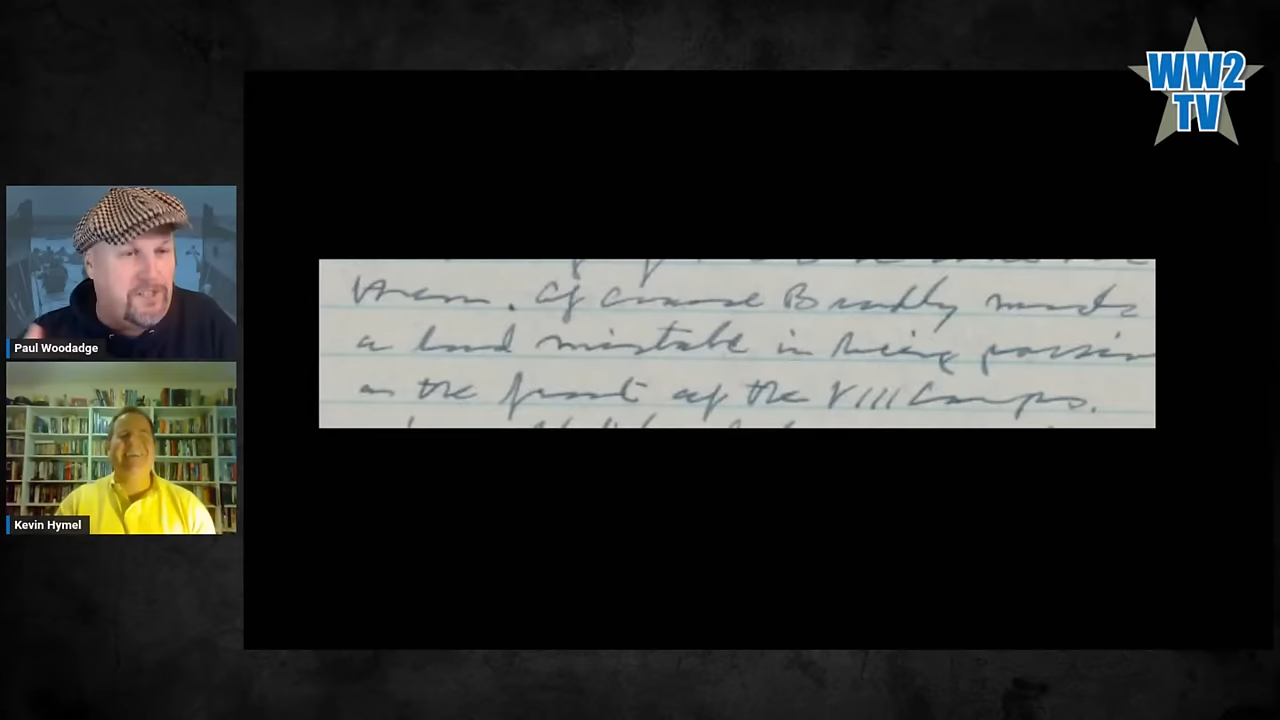 WW2
TV
Paul Woodadge
Kevin Hymel
them. Of course Bradley made
a bad mistake in being passiv
on the front of the VIII Corps.